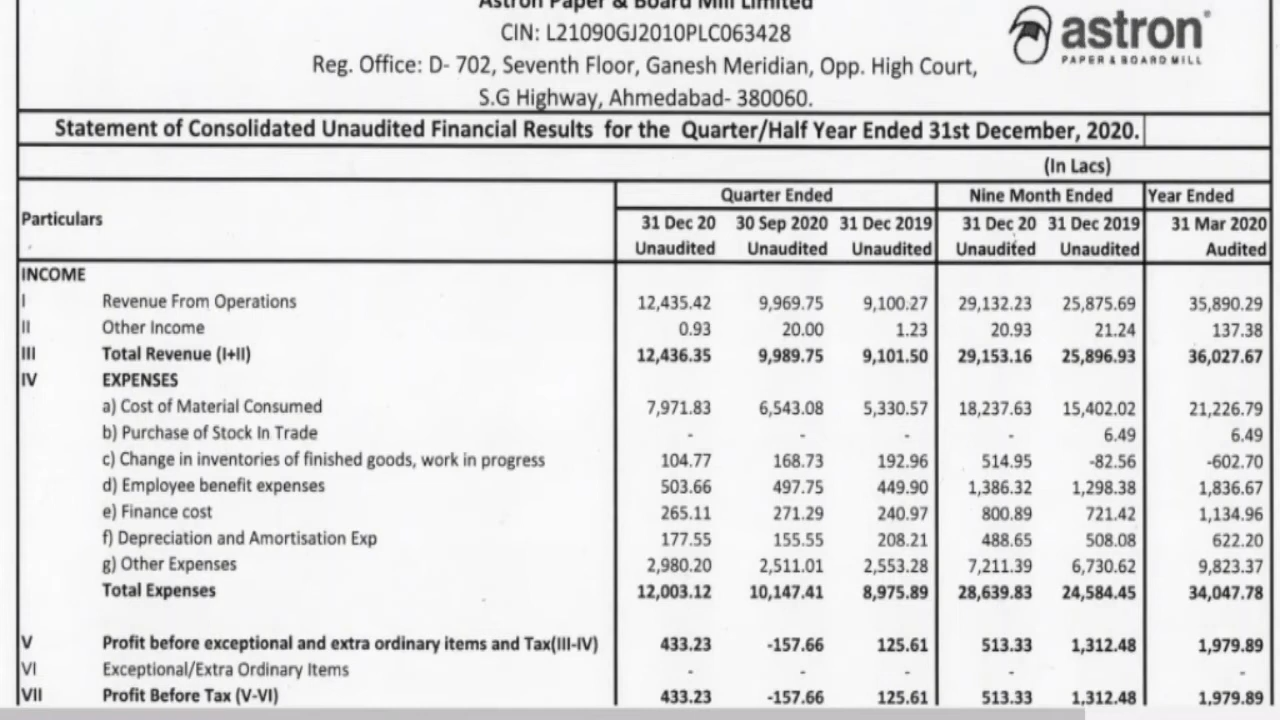 Astron Paper & Board Mill Limited
CIN: L21090GJ2010PLC063428
Reg. Office: D- 702, Seventh Floor, Ganesh Meridian, Opp. High Court,
S.G Highway, Ahmedabad- 380060.
astron
PAPER & BOARD MILL
Statement of Consolidated Unaudited Financial Results for the Quarter/Half Year Ended 31st December, 2020.
(In Lacs)
Particulars Quarter Ended Nine Month Ended Year Ended
31 Dec 20 30 Sep 2020 31 Dec 2019 31 Dec 20 31 Dec 2019 31 Mar 2020
Unaudited Unaudited Unaudited Unaudited Unaudited Audited
INCOME
I Revenue From Operations 12,435.42 9,969.75 9,100.27 29,132.23 25,875.69 35,890.29
II Other Income 0.93 20.00 1.23 20.93 21.24 137.38
III Total Revenue (I+II) 12,436.35 9,989.75 9,101.50 29,153.16 25,896.93 36,027.67
IV EXPENSES
a) Cost of Material Consumed 7,971.83 6,543.08 5,330.57 18,237.63 15,402.02 21,226.79
b) Purchase of Stock In Trade - - - - 6.49 6.49
c) Change in inventories of finished goods, work in progress 104.77 168.73 192.96 514.95 -82.56 -602.70
d) Employee benefit expenses 503.66 497.75 449.90 1,386.32 1,298.38 1,836.67
e) Finance cost 265.11 271.29 240.97 800.89 721.42 1,134.96
f) Depreciation and Amortisation Exp 177.55 155.55 208.21 488.65 508.08 622.20
g) Other Expenses 2,980.20 2,511.01 2,553.28 7,211.39 6,730.62 9,823.37
Total Expenses 12,003.12 10,147.41 8,975.89 28,639.83 24,584.45 34,047.78
V Profit before exceptional and extra ordinary items and Tax(III-IV) 433.23 -157.66 125.61 513.33 1,312.48 1,979.89
VI Exceptional/Extra Ordinary Items - - - - - -
VII Profit Before Tax (V-VI) 433.23 -157.66 125.61 513.33 1,312.48 1,979.89